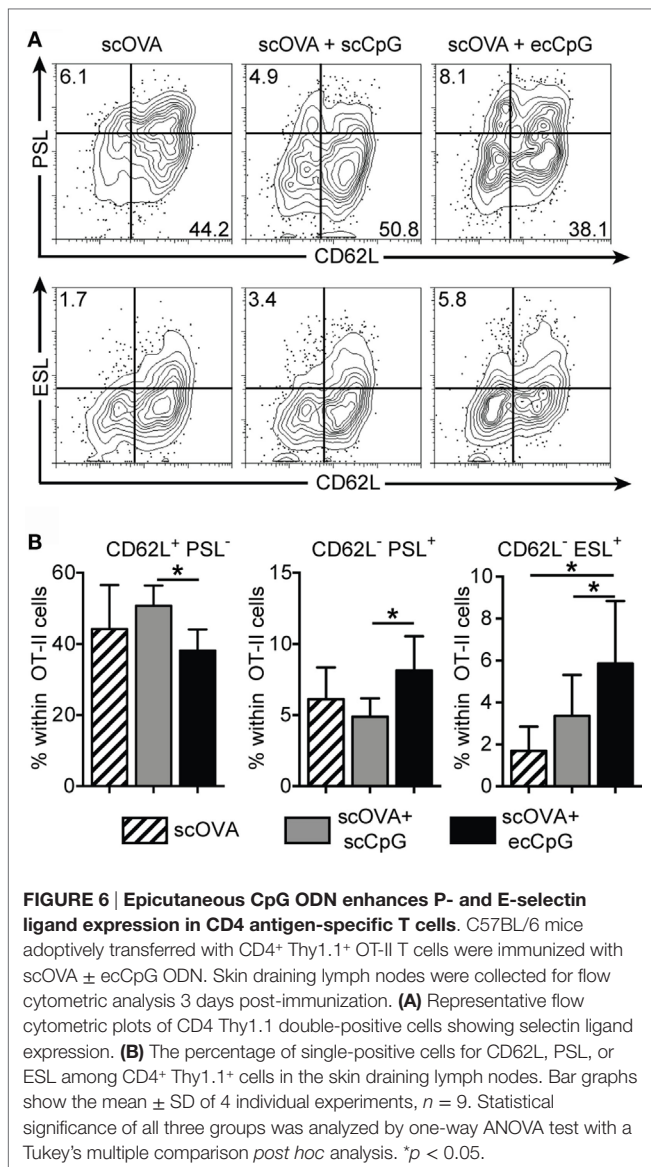 A
scOVA
scOVA + scCpG
scOVA + ecCpG
6.1
4.9
8.1
PSL
44.2
50.8
38.1
CD62L
CD62L
1.7
3.4
5.8
ESL
CD62L
CD62L
B
CD62L⁺ PSL⁻
CD62L⁻ PSL⁺
CD62L⁻ ESL⁺
% within OT-II cells
60
40
20
0
*
% within OT-II cells
15
10
5
0
*
% within OT-II cells
10
8
6
4
2
0
*
*
scOVA
scOVA+
scCpG
scOVA+
ecCpG
FIGURE 6 | Epicutaneous CpG ODN enhances P- and E-selectin
ligand expression in CD4 antigen-specific T cells. C57BL/6 mice
adoptively transferred with CD4⁺ Thy1.1⁺ OT-II T cells were immunized with
scOVA ± ecCpG ODN. Skin draining lymph nodes were collected for flow
cytometric analysis 3 days post-immunization. (A) Representative flow
cytometric plots of CD4 Thy1.1 double-positive cells showing selectin ligand
expression. (B) The percentage of single-positive cells for CD62L, PSL, or
ESL among CD4⁺ Thy1.1⁺ cells in the skin draining lymph nodes. Bar graphs
show the mean ± SD of 4 individual experiments, n = 9. Statistical
significance of all three groups was analyzed by one-way ANOVA test with a
Tukey's multiple comparison post hoc analysis. *p < 0.05.